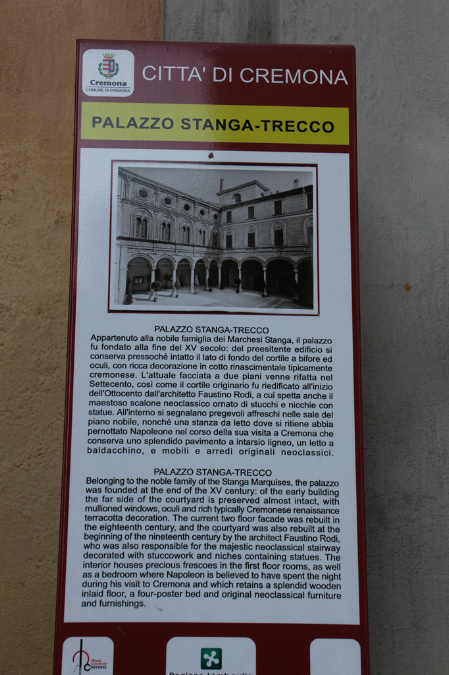 Cremona
COMUNE DI CREMONA
CITTA' DI CREMONA
PALAZZO STANGA-TRECCO
PALAZZO STANGA-TRECCO
Appartenuto alla nobile famiglia dei Marchesi Stanga, il palazzo
fu fondato alla fine del XV secolo: del preesitente edificio si
conserva pressoché intatto il lato di fondo del cortile a bifore ed
oculi, con ricca decorazione in cotto rinascimentale tipicamente
cremonese. L'attuale facciata a due piani venne rifatta nel
Settecento, così come il cortile originario fu riedificato all'inizio
dell'Ottocento dall'architetto Faustino Rodi, a cui spetta anche il
maestoso scalone neoclassico ornato di stucchi e nicchie con
statue. All'interno si segnalano pregevoli affreschi nelle sale del
piano nobile, nonché una stanza da letto dove si ritiene abbia
pernottato Napoleone nel corso della sua visita a Cremona che
conserva uno splendido pavimento a intarsio ligneo, un letto a
baldacchino, e mobili e arredi originali neoclassici.
PALAZZO STANGA-TRECCO
Belonging to the noble family of the Stanga Marquises, the palazzo
was founded at the end of the XV century: of the early building
the far side of the courtyard is preserved almost intact, with
mullioned windows, oculi and rich typically Cremonese renaissance
terracotta decoration. The current two floor facade was rebuilt in
the eighteenth century, and the courtyard was also rebuilt at the
beginning of the nineteenth century by the architect Faustino Rodi,
who was also responsible for the majestic neoclassical stairway
decorated with stuccowork and niches containing statues. The
interior houses precious frescoes in the first floor rooms, as well
as a bedroom where Napoleon is believed to have spent the night
during his visit to Cremona and which retains a splendid wooden
inlaid floor, a four-poster bed and original neoclassical furniture
and furnishings.
Cremona
Regione Lombardia